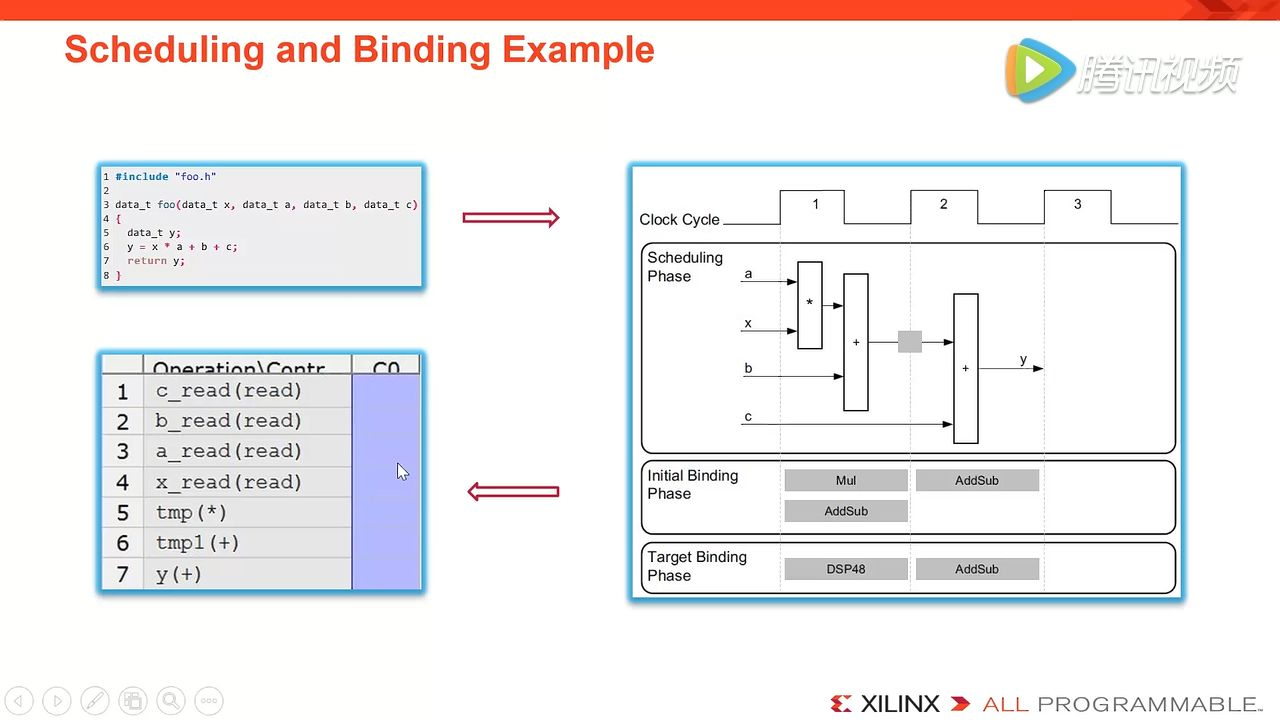 Scheduling and Binding Example
腾讯视频
1 #include "foo.h"
2
3 data_t foo(data_t x, data_t a, data_t b, data_t c)
4 {
5 data_t y;
6 y = x * a + b + c;
7 return y;
8 }
Clock Cycle 1 2 3
Scheduling
Phase
a
*
x
+
b
+
y
c
Initial Binding
Phase
Mul AddSub
AddSub
Target Binding
Phase
DSP48 AddSub
Operation\Contr C0
1 c_read(read)
2 b_read(read)
3 a_read(read)
4 x_read(read)
5 tmp(*)
6 tmp1(+)
7 y(+)
XILINX ALL PROGRAMMABLE™